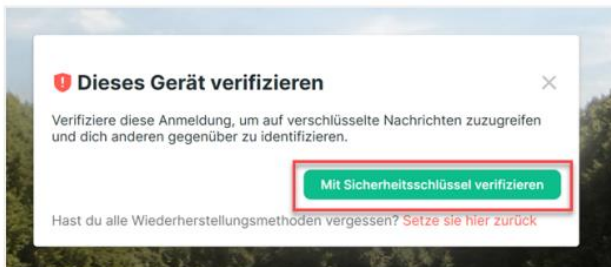 Dieses Gerät verifizieren
Verifiziere diese Anmeldung, um auf verschlüsselte Nachrichten zuzugreifen
und dich anderen gegenüber zu identifizieren.
Mit Sicherheitsschlüssel verifizieren
Hast du alle Wiederherstellungsmethoden vergessen? Setze sie hier zurück